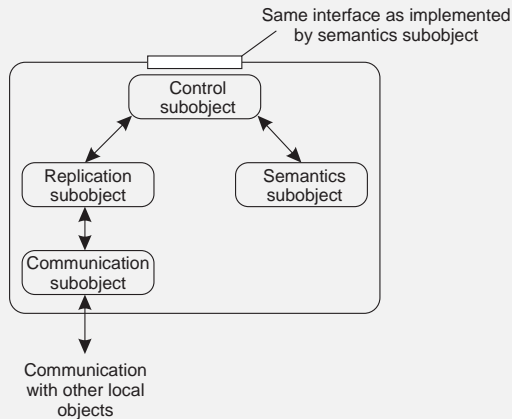 Same interface as implemented
by semantics subobject
Control
subobject
Replication
subobject
Semantics
subobject
Communication
subobject
Communication
with other local
objects